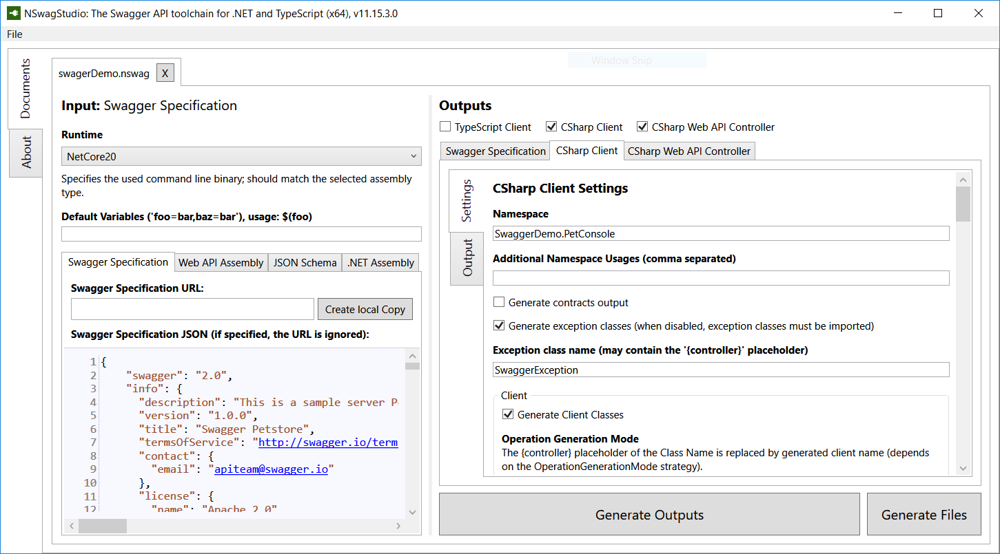 NSwagStudio: The Swagger API toolchain for .NET and TypeScript (x64), v11.15.3.0
File
Window Snip
Documents
About
swagerDemo.nswag X
Input: Swagger Specification
Runtime
NetCore20
Specifies the used command line binary; should match the selected assembly
type.
Default Variables ('foo=bar,baz=bar'), usage: $(foo)
Swagger Specification Web API Assembly JSON Schema .NET Assembly
Swagger Specification URL:
Create local Copy
Swagger Specification JSON (if specified, the URL is ignored):
1 {
2 "swagger": "2.0",
3 "info": {
4 "description": "This is a sample server P
5 "version": "1.0.0",
6 "title": "Swagger Petstore",
7 "termsOfService": "http://swagger.io/term
8 "contact": {
9 "email": "apiteam@swagger.io"
10 },
11 "license": {
12 "name": "Apache 2.0"
Outputs
TypeScript Client CSharp Client CSharp Web API Controller
Swagger Specification CSharp Client CSharp Web API Controller
Settings
Output
CSharp Client Settings
Namespace
SwaggerDemo.PetConsole
Additional Namespace Usages (comma separated)
Generate contracts output
Generate exception classes (when disabled, exception classes must be imported)
Exception class name (may contain the '{controller}' placeholder)
SwaggerException
Client
Generate Client Classes
Operation Generation Mode
The {controller} placeholder of the Class Name is replaced by generated client name (depends
on the OperationGenerationMode strategy).
Generate Outputs
Generate Files